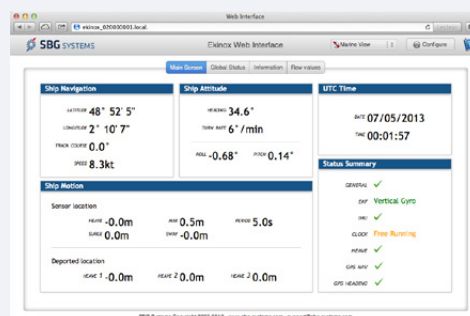 Web Interface
ekinox_020000001.local
SBG SYSTEMS
Ekinox Web Interface
Marine View
Configure
Main Screen Global Status Information Raw values
Ship Navigation
LATITUDE 48° 52' 5"
LONGITUDE 2° 10' 7"
TRACK COURSE 0.0°
SPEED 8.3kt
Ship Attitude
HEADING 34.6°
TURN RATE 6°/min
ROLL -0.68° PITCH 0.14°
UTC Time
DATE 07/05/2013
TIME 00:01:57
Ship Motion
Sensor location
HEAVE -0.0m 0.5m PERIOD 5.0s
SURGE 0.0m SWAY -0.0m
Deported location
HEAVE 1 -0.0m HEAVE 2 0.0m HEAVE 3 0.0m
Status Summary
GENERAL
EKF Vertical Gyro
IMU
CLOCK Free Running
HEAVE
GPS HEADING